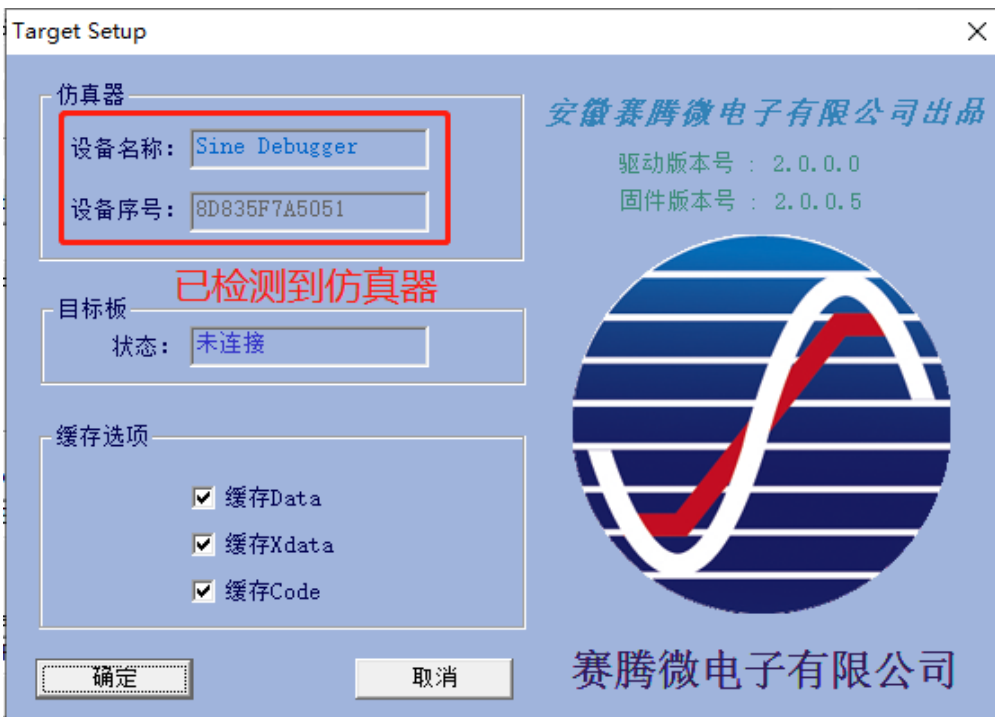 Target Setup
仿真器
设备名称: Sine Debugger
设备序号: 8D835F7A5051
已检测到仿真器
目标板
状态: 未连接
缓存选项
缓存Data
缓存Xdata
缓存Code
确定
取消
安徽赛腾微电子有限公司出品
驱动版本号 : 2.0.0.0
固件版本号 : 2.0.0.5
赛腾微电子有限公司